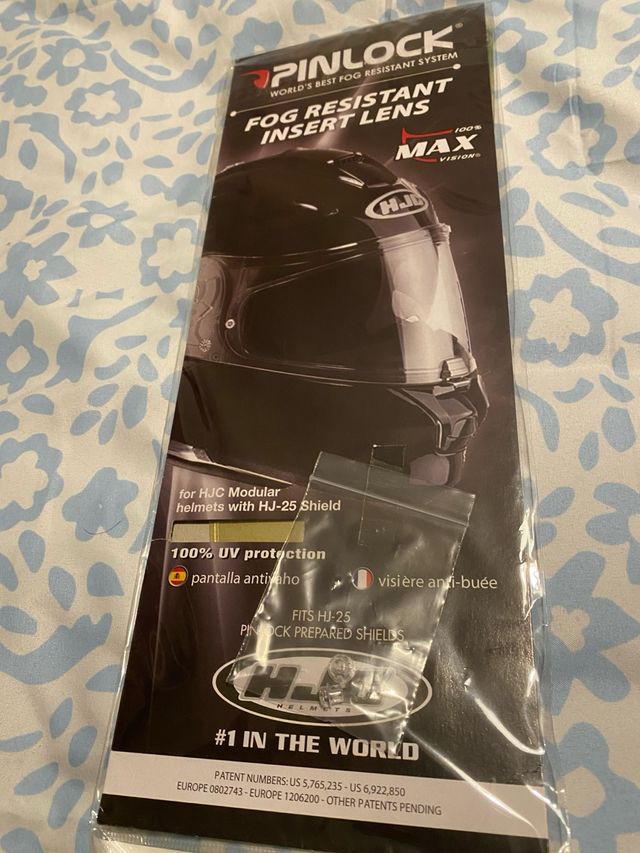 PINLOCK®
WORLD'S BEST FOG RESISTANT SYSTEM
FOG RESISTANT
INSERT LENS
100%
MAX
VISION®
HJC
for HJC Modular
helmets with HJ-25 Shield
100% UV protection
pantalla antivaho
visière anti-buée
FITS HJ-25
PINLOCK PREPARED SHIELDS
HJC
HELMETS
#1 IN THE WORLD
PATENT NUMBERS: US 5,765,235 - US 6,922,850
EUROPE 0802743 - EUROPE 1206200 - OTHER PATENTS PENDING